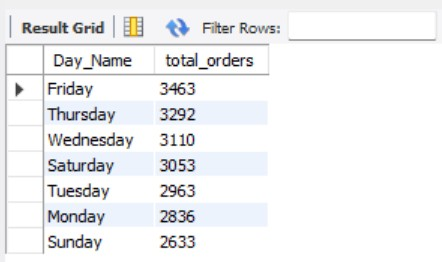 Result Grid Filter Rows:
Day_Name total_orders
Friday 3463
Thursday 3292
Wednesday 3110
Saturday 3053
Tuesday 2963
Monday 2836
Sunday 2633